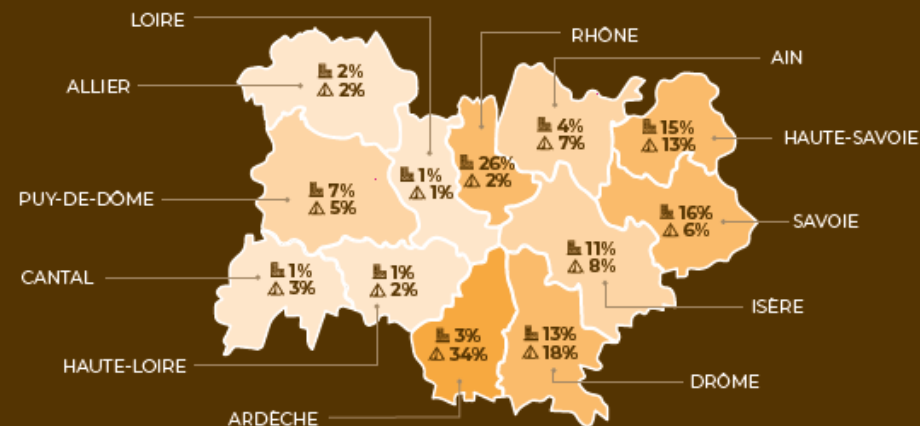 LOIRE
RHÔNE
AIN
ALLIER
2%
2%
HAUTE-SAVOIE
15%
13%
4%
7%
26%
2%
1%
1%
PUY-DE-DÔME
7%
5%
SAVOIE
16%
6%
CANTAL
1%
3%
1%
2%
11%
8%
ISÈRE
HAUTE-LOIRE
3%
34%
13%
18%
DRÔME
ARDÈCHE